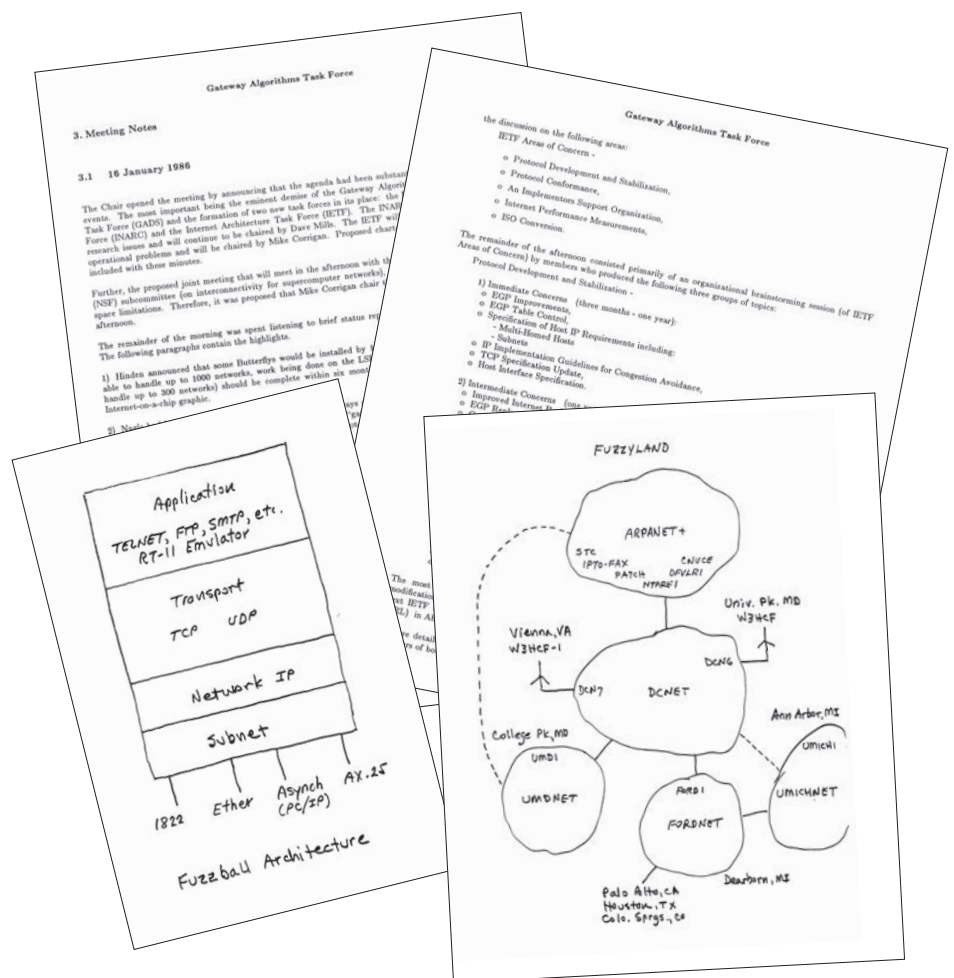 Gateway Algorithms Task Force
3. Meeting Notes
3.1 16 January 1986
The Chair opened the meeting by announcing that the agenda had been substan
events. The most important being the eminent demise of the Gateway Algori
Task Force (GADS) and the formation of two new task forces in its place: the
Force (INARC) and the Internet Architecture Task Force (IETF). The INAR
research issues and will continue to be chaired by Dave Mills. The IETF will
operational problems and will be chaired by Mike Corrigan. Proposed chart
included with these minutes.
Further, the proposed joint meeting that will meet in the afternoon with th
(NSF) subcommittee (on interconnectivity for supercomputer networks),
space limitations. Therefore, it was proposed that Mike Corrigan chair t
afternoon.
The remainder of the morning was spent listening to brief status rep
The following paragraphs contain the highlights.
1) Hinden announced that some Butterflys would be installed by
able to handle up to 1000 networks, work being done on the LSI
handle up to 300 networks) should be complete within six mont
Internet-on-a-chip graphic.
2)
Gateway Algorithms Task Force
the discussion on the following areas:
IETF Areas of Concern -
o Protocol Development and Stabilization,
o Protocol Conformance,
o An Implementors Support Organization,
o Internet Performance Measurements,
o ISO Conversion.
The remainder of the afternoon consisted primarily of an organizational brainstorming session (of IETF
Areas of Concern) by members who produced the following three groups of topics:
Protocol Development and Stabilization -
1) Immediate Concerns (three months - one year):
o EGP Improvements,
o EGP Table Control,
o Specification of Host IP Requirements including:
- Multi-Homed Hosts
- Subnets
o IP Implementation Guidelines for Congestion Avoidance,
o TCP Specification Update,
o Host Interface Specification.
2) Intermediate Concerns (one
o Improved Internet
o EGP
The most
modification
ext IETF
RL) in
re detail
rs of bo
Application
TELNET, FTP, SMTP, etc.
RT-11 Emulator
Transport
TCP UDP
Network IP
Subnet
1822 Ether Asynch (PC/IP) AX.25
Fuzzball Architecture
FUZZYLAND
ARPANET+
STC CNUCE
IPTO-FAX DFVLR1
PATCH
NTARE1
Univ. Pk. MD
W3HCF
Vienna, VA
W3HCF-1
DCN6
DCN7 DCNET
Ann Arbor, MI
College Pk, MD
UMICH1
UMD1
UMDNET
FORD1
UMICHNET
FORDNET
Dearborn, MI
Palo Alto, CA
Houston, TX
Colo. Sprgs., CO